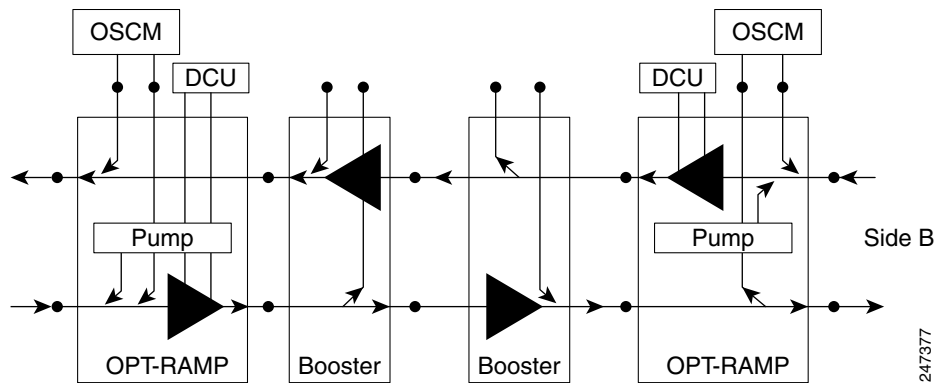 OSCM
OSCM
DCU
DCU
Pump
Pump
Side B
OPT-RAMP
Booster
Booster
OPT-RAMP
247377